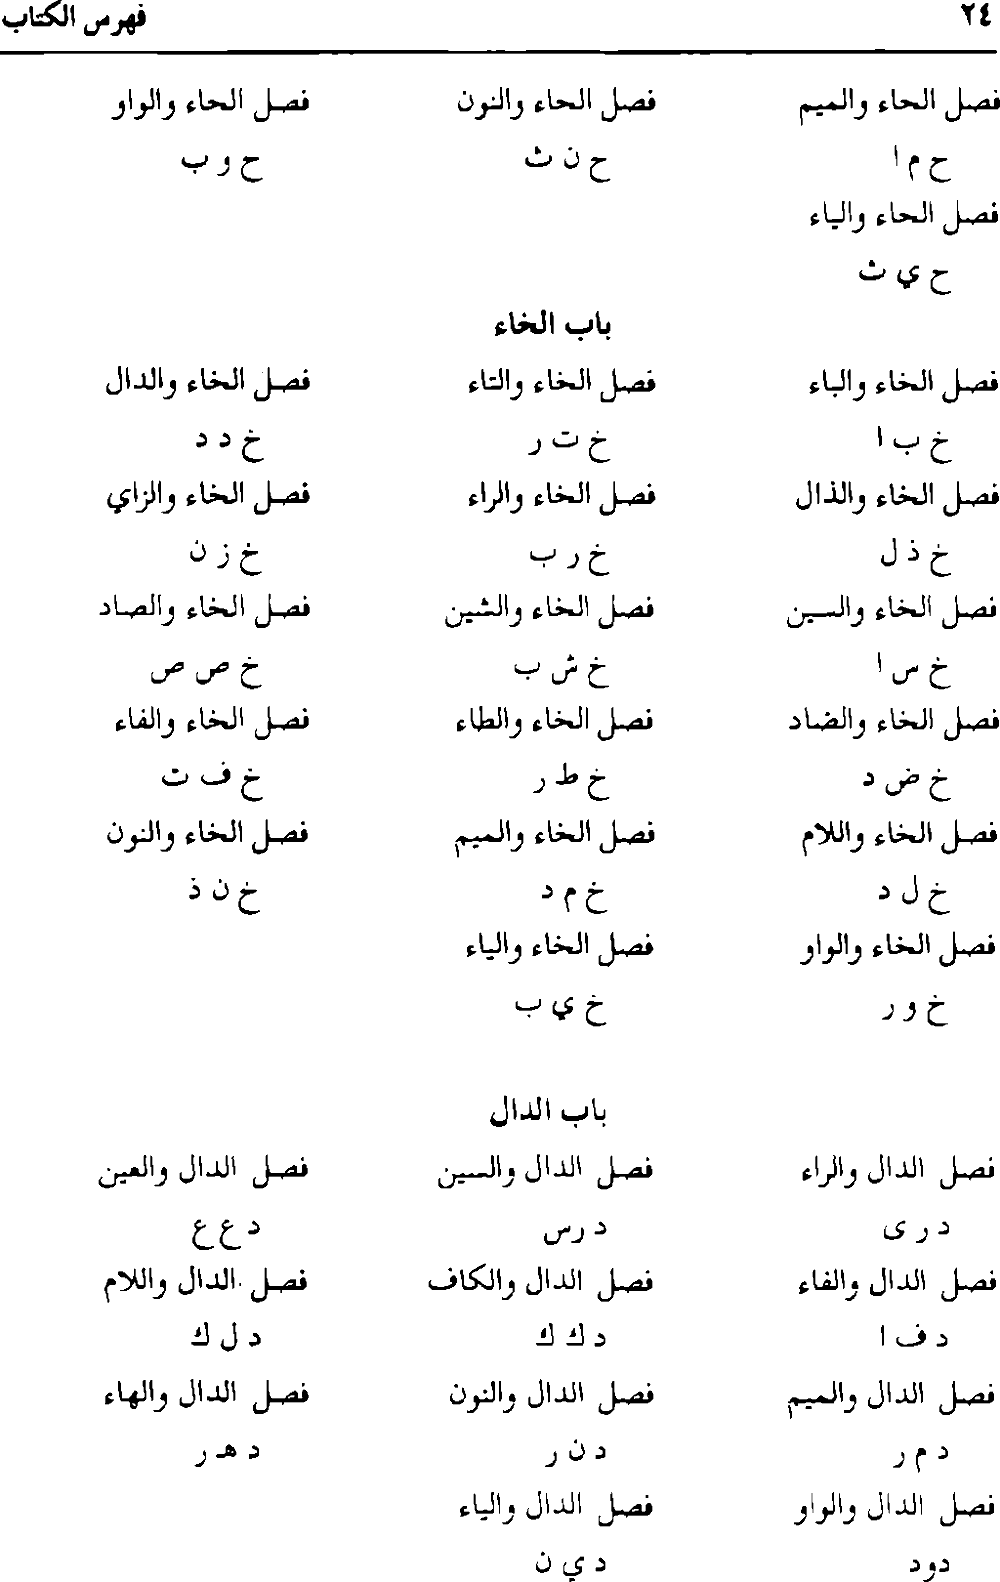 ٢٤ فهرس الكتاب
فصل الحاء والميم فصل الحاء والنون فصل الحاء والواو
ح م ا ح ن ث ح و ب
فصل الحاء والياء
ح ي ث
باب الخاء
فصل الخاء والباء فصل الخاء والتاء فصل الخاء والدال
خ ب ا خ ت ر خ د د
فصل الخاء والذال فصل الخاء والراء فصل الخاء والزاي
خ ذ ل خ ر ب خ ز ن
فصل الخاء والسين فصل الخاء والشين فصل الخاء والصاد
خ س ا خ ش ب خ ص ص
فصل الخاء والضاد فصل الخاء والطاء فصل الخاء والفاء
خ ض د خ ط ر خ ف ت
فصل الخاء واللام فصل الخاء والميم فصل الخاء والنون
خ ل د خ م د خ ن ذ
فصل الخاء والواو فصل الخاء والياء
خ و ر خ ي ب
باب الدال
فصل الدال والراء فصل الدال والسين فصل الدال والعين
د ر ى د رس د ع ع
فصل الدال والفاء فصل الدال والكاف فصل الدال واللام
د ف ا د ك ك د ل ك
فصل الدال والميم فصل الدال والنون فصل الدال والهاء
د م ر د ن ر د هـ ر
فصل الدال والواو فصل الدال والياء
دود د ي ن